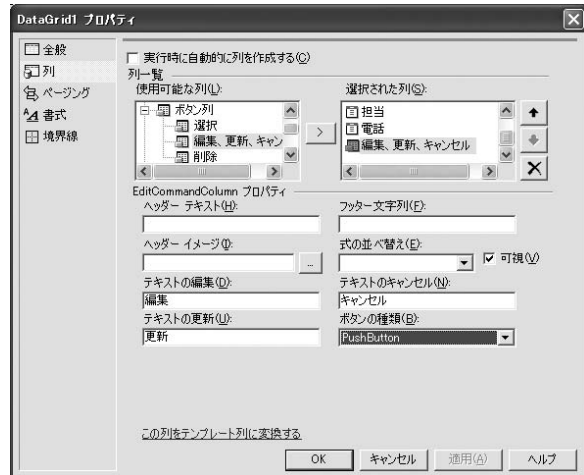 DataGrid1 プロパティ
全般
列
ページング
書式
境界線
実行時に自動的に列を作成する(C)
列一覧
使用可能な列(L):
ボタン列
選択
編集、更新、キャン
削除
>
選択された列(S):
担当
電話
編集、更新、キャンセル
EditCommandColumn プロパティ
ヘッダー テキスト(H):
フッター文字列(F):
ヘッダー イメージ(I):
...
式の並べ替え(E):
可視(V)
テキストの編集(D):
編集
テキストのキャンセル(N):
キャンセル
テキストの更新(U):
更新
ボタンの種類(B):
PushButton
この列をテンプレート列に変換する
OK
キャンセル
適用(A)
ヘルプ